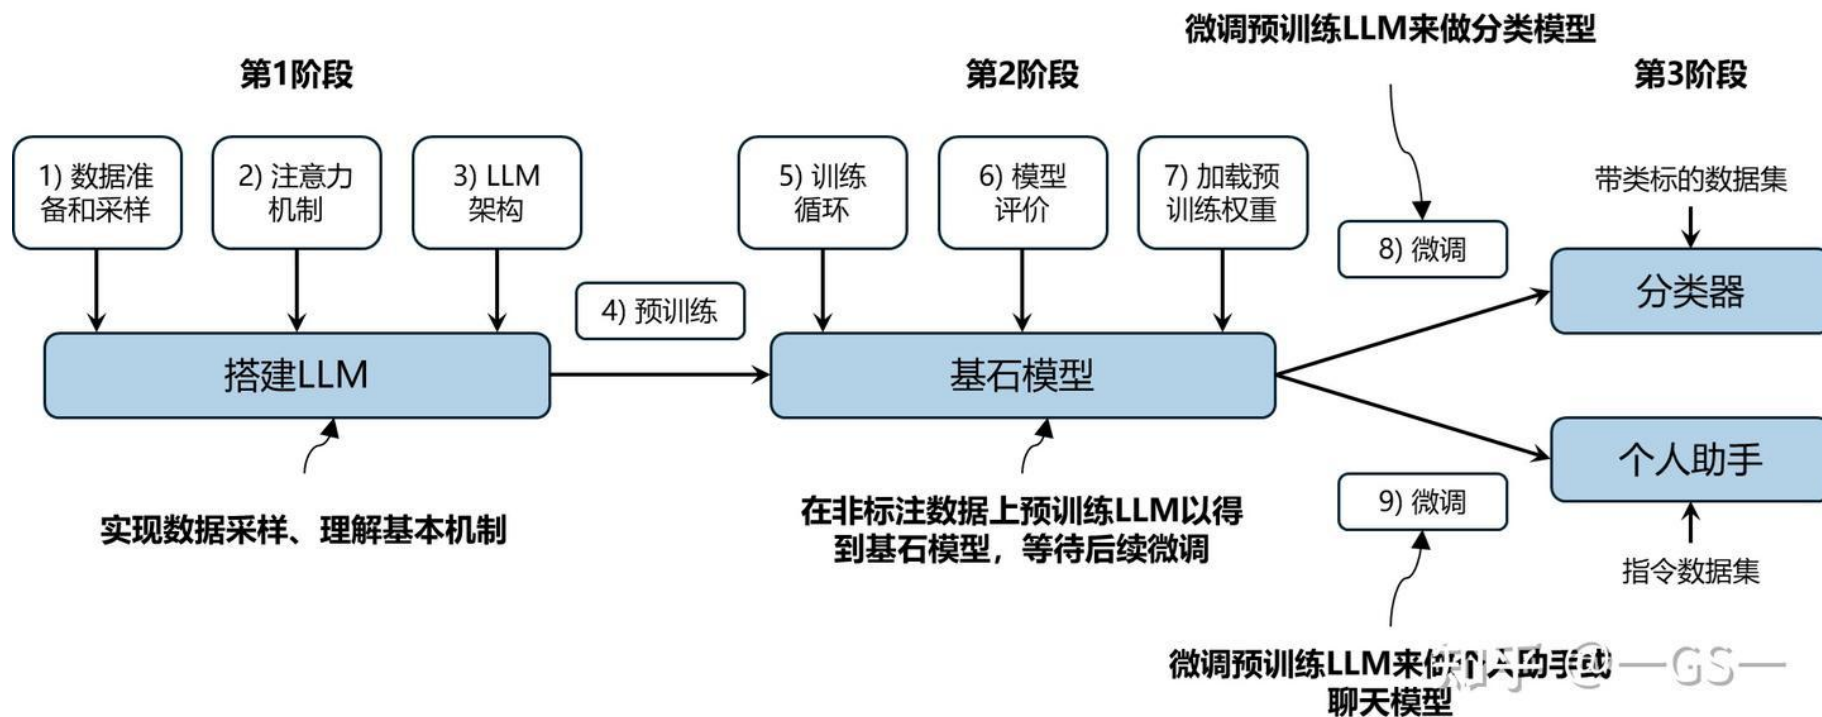 微调预训练LLM来做分类模型
第1阶段
第2阶段
第3阶段
1) 数据准
备和采样
2) 注意力
机制
3) LLM
架构
4) 预训练
5) 训练
循环
6) 模型
评价
7) 加载预
训练权重
8) 微调
带类标的数据集
分类器
搭建LLM
基石模型
个人助手
9) 微调
指令数据集
实现数据采样、理解基本机制
在非标注数据上预训练LLM以得
到基石模型，等待后续微调
微调预训练LLM来做个人助手或
聊天模型
知乎 @—GS—